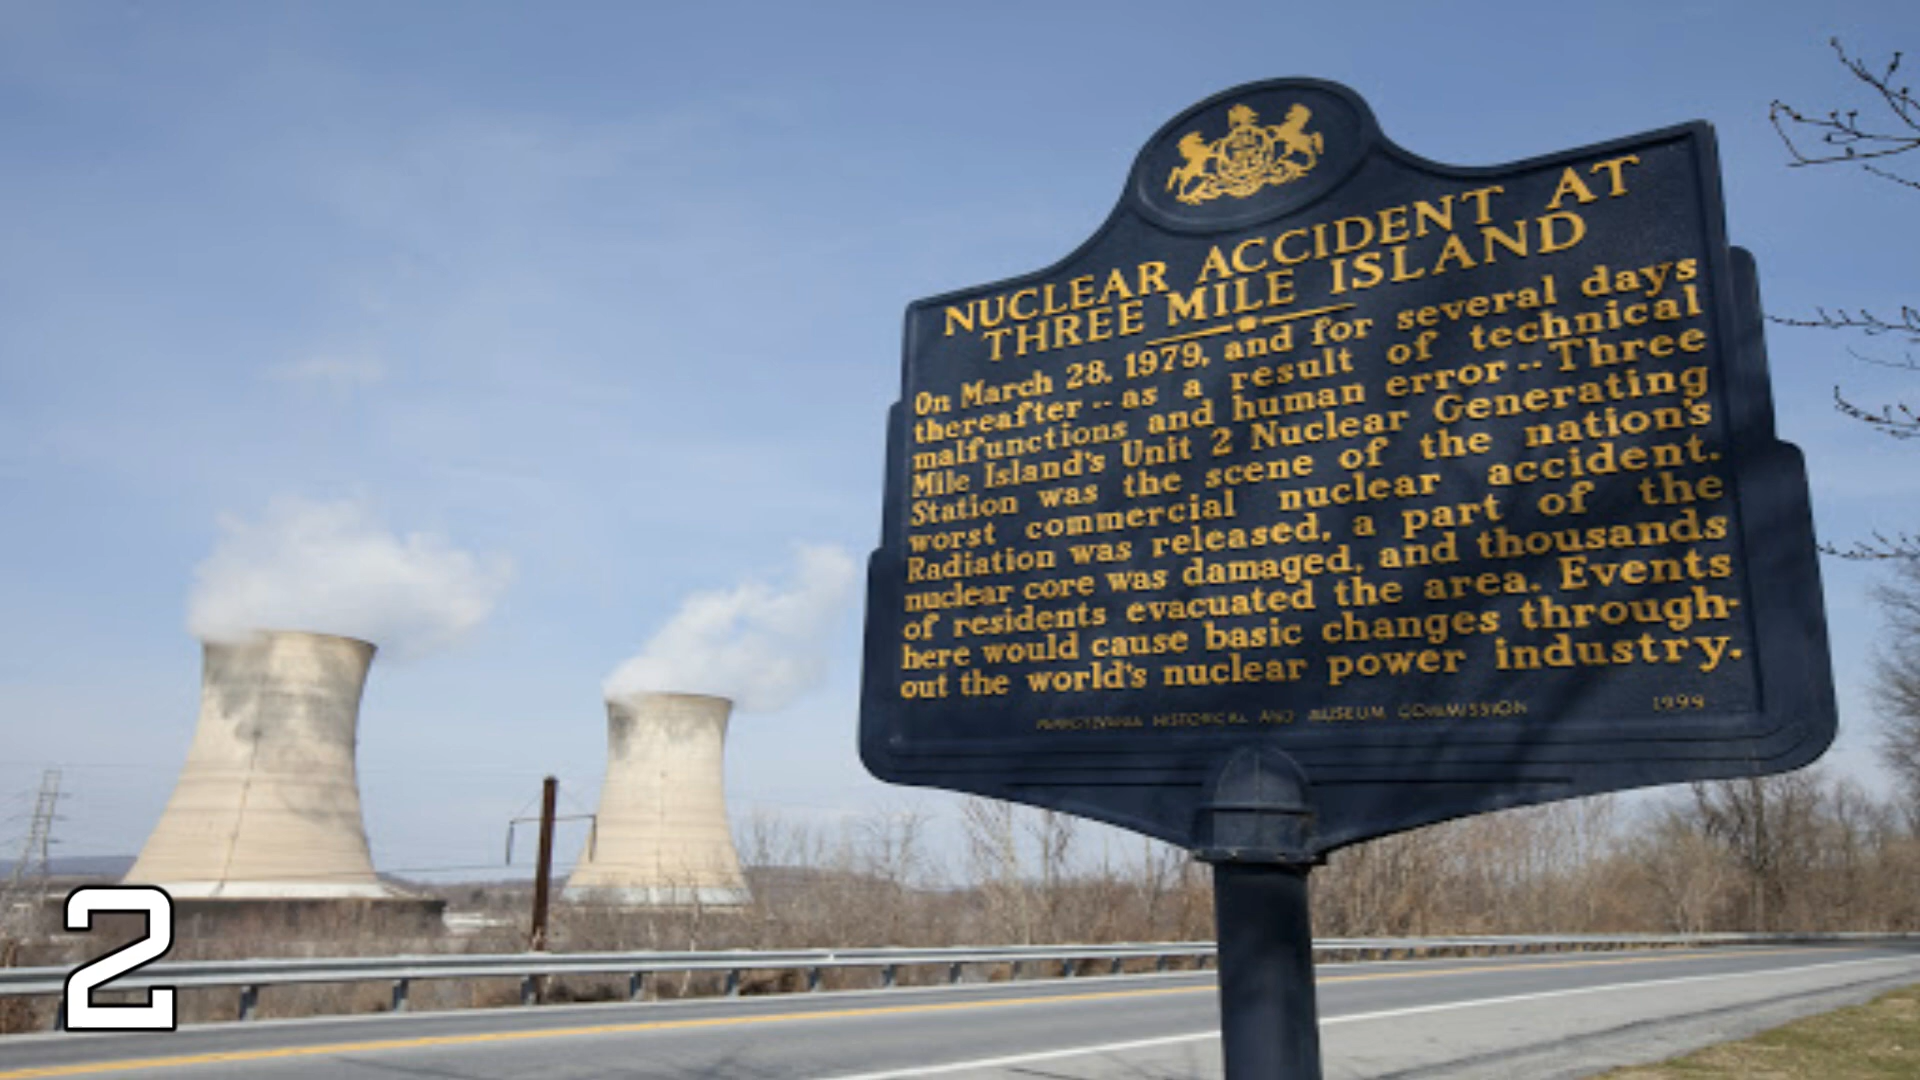 NUCLEAR ACCIDENT AT
THREE MILE ISLAND
On March 28, 1979, and for several days
thereafter -- as a result of technical
malfunctions and human error -- Three
Mile Island's Unit 2 Nuclear Generating
Station was the scene of the nation's
worst commercial nuclear accident.
Radiation was released, a part of the
nuclear core was damaged, and thousands
of residents evacuated the area. Events
here would cause basic changes through-
out the world's nuclear power industry.
PENNSYLVANIA HISTORICAL AND MUSEUM COMMISSION 1999
2